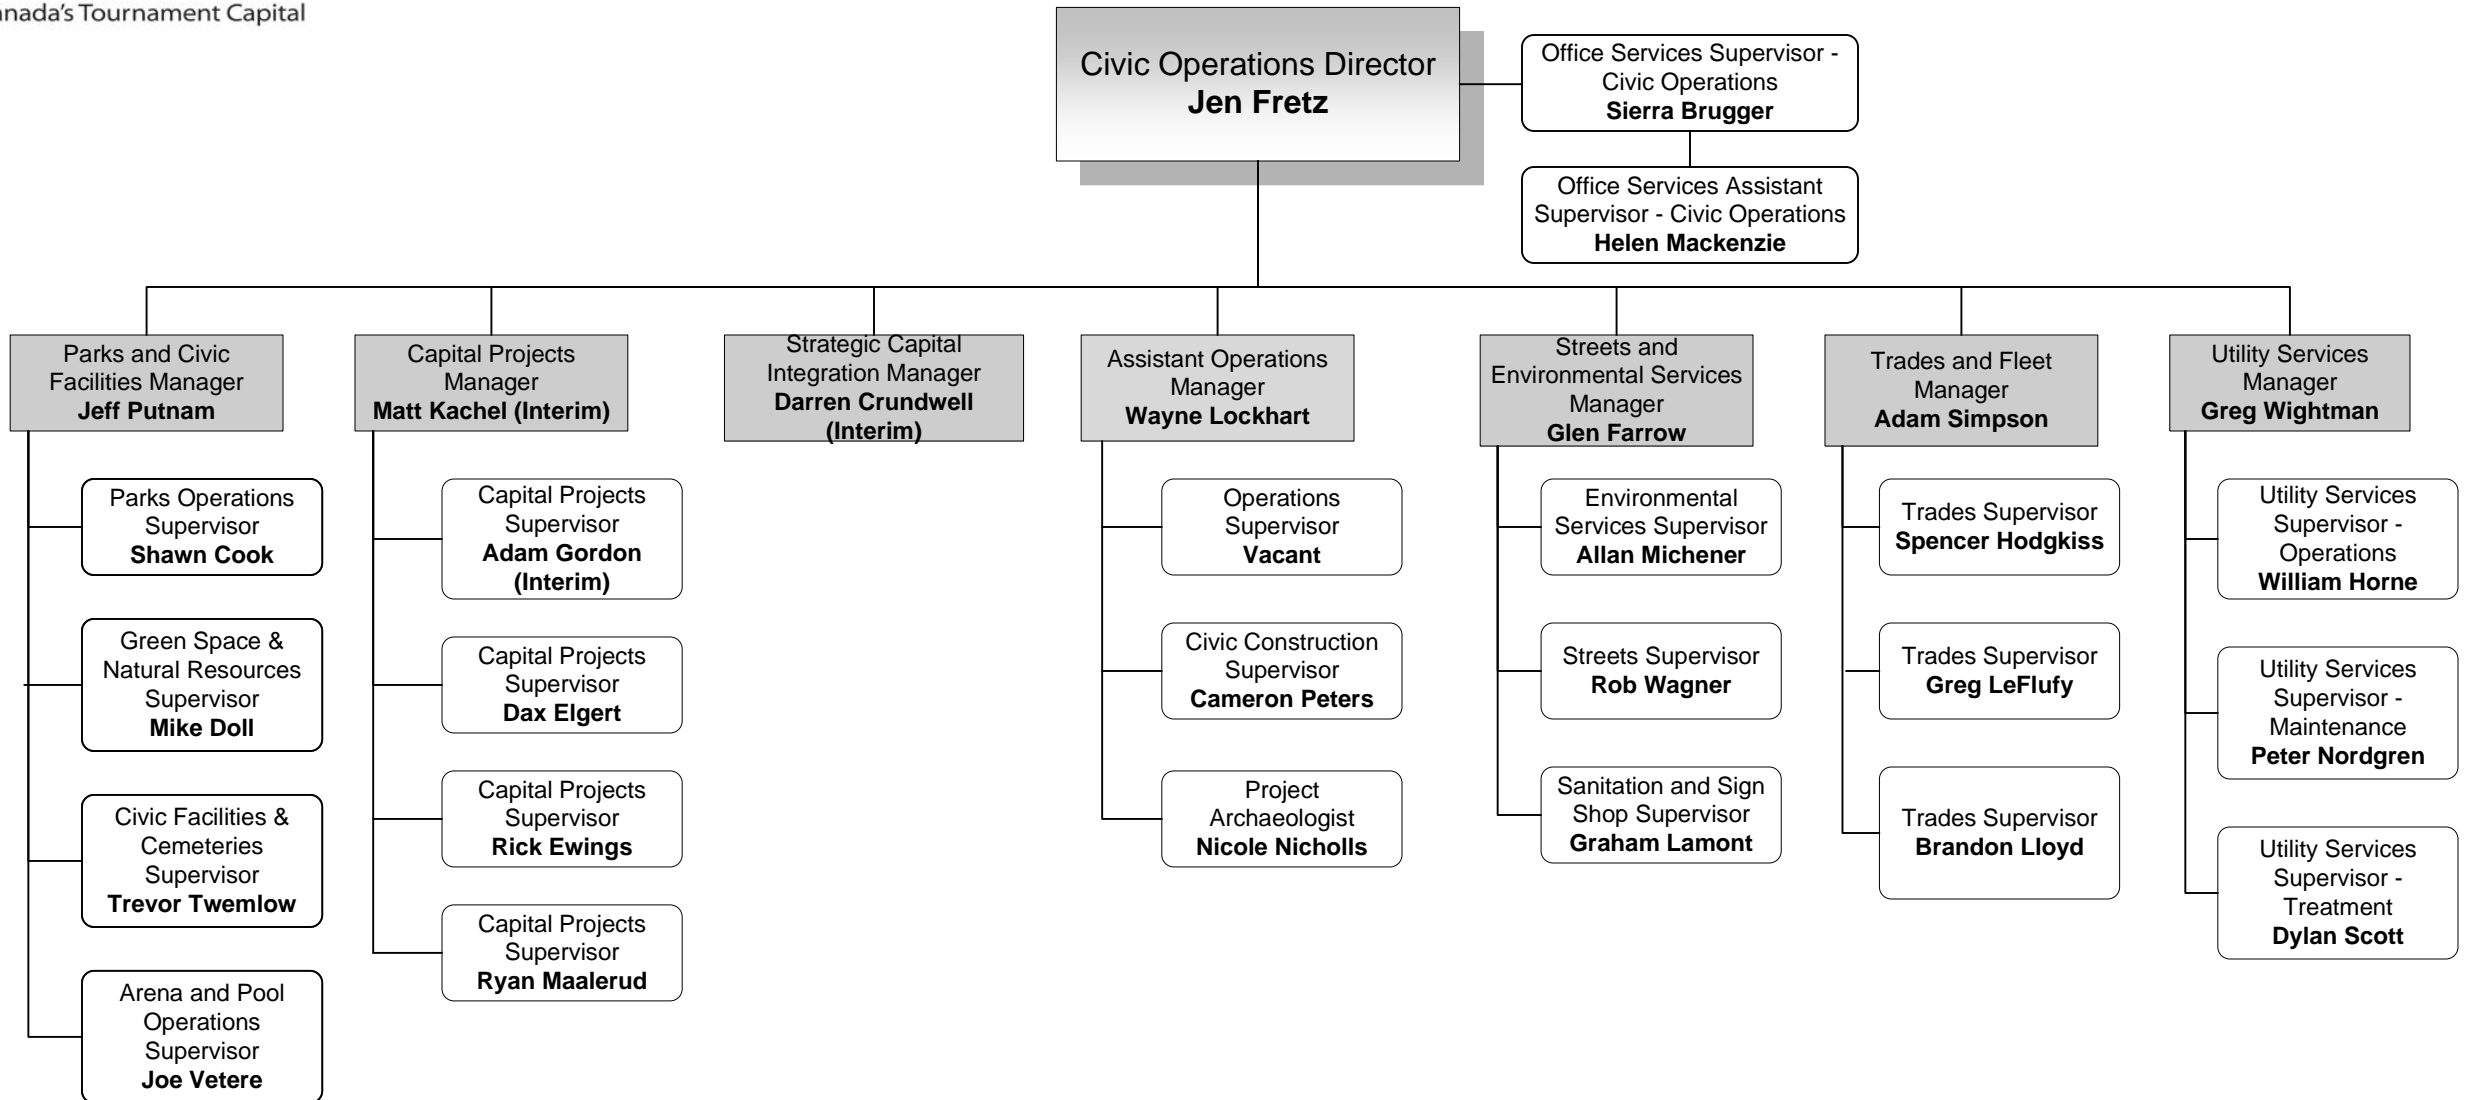 Canada's Tournament Capital
Civic Operations Director
Jen Fretz
Office Services Supervisor -
Civic Operations
Sierra Brugger
Office Services Assistant
Supervisor - Civic Operations
Helen Mackenzie
Parks and Civic
Facilities Manager
Jeff Putnam
Parks Operations
Supervisor
Shawn Cook
Green Space &
Natural Resources
Supervisor
Mike Doll
Civic Facilities &
Cemeteries
Supervisor
Trevor Twemlow
Arena and Pool
Operations
Supervisor
Joe Vetere
Capital Projects
Manager
Matt Kachel (Interim)
Capital Projects
Supervisor
Adam Gordon
(Interim)
Capital Projects
Supervisor
Dax Elgert
Capital Projects
Supervisor
Rick Ewings
Capital Projects
Supervisor
Ryan Maalerud
Strategic Capital
Integration Manager
Darren Crundwell
(Interim)
Assistant Operations
Manager
Wayne Lockhart
Operations
Supervisor
Vacant
Civic Construction
Supervisor
Cameron Peters
Project
Archaeologist
Nicole Nicholls
Streets and
Environmental Services
Manager
Glen Farrow
Environmental
Services Supervisor
Allan Michener
Streets Supervisor
Rob Wagner
Sanitation and Sign
Shop Supervisor
Graham Lamont
Trades and Fleet
Manager
Adam Simpson
Trades Supervisor
Spencer Hodgkiss
Trades Supervisor
Greg LeFlufy
Trades Supervisor
Brandon Lloyd
Utility Services
Manager
Greg Wightman
Utility Services
Supervisor -
Operations
William Horne
Utility Services
Supervisor -
Maintenance
Peter Nordgren
Utility Services
Supervisor -
Treatment
Dylan Scott